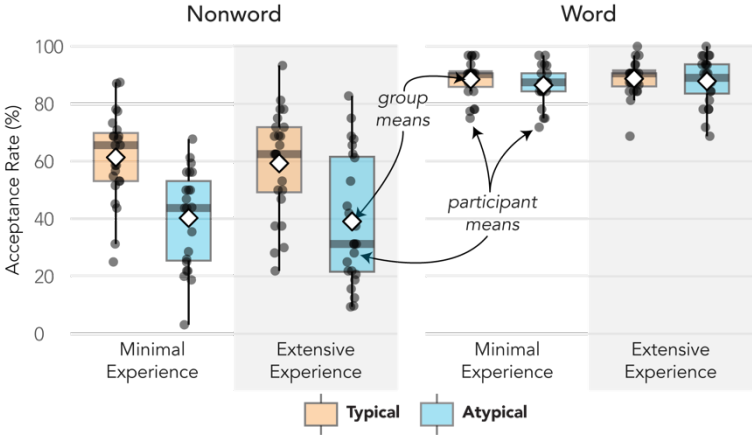 Nonword
Word
Acceptance Rate (%)
100
80
60
40
20
0
group
means
participant
means
Minimal
Experience
Extensive
Experience
Minimal
Experience
Extensive
Experience
Typical
Atypical